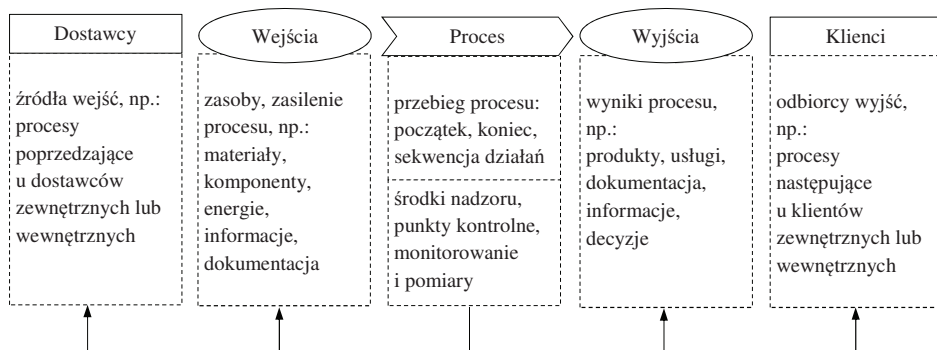 Dostawcy
źródła wejść, np.:
procesy
poprzedzające
u dostawców
zewnętrznych lub
wewnętrznych
Wejścia
zasoby, zasilenie
procesu, np.:
materiały,
komponenty,
energie,
informacje,
dokumentacja
Proces
przebieg procesu:
początek, koniec,
sekwencja działań
środki nadzoru,
punkty kontrolne,
monitorowanie
i pomiary
Wyjścia
wyniki procesu,
np.:
produkty, usługi,
dokumentacja,
informacje,
decyzje
Klienci
odbiorcy wyjść,
np.:
procesy
następujące
u klientów
zewnętrznych lub
wewnętrznych